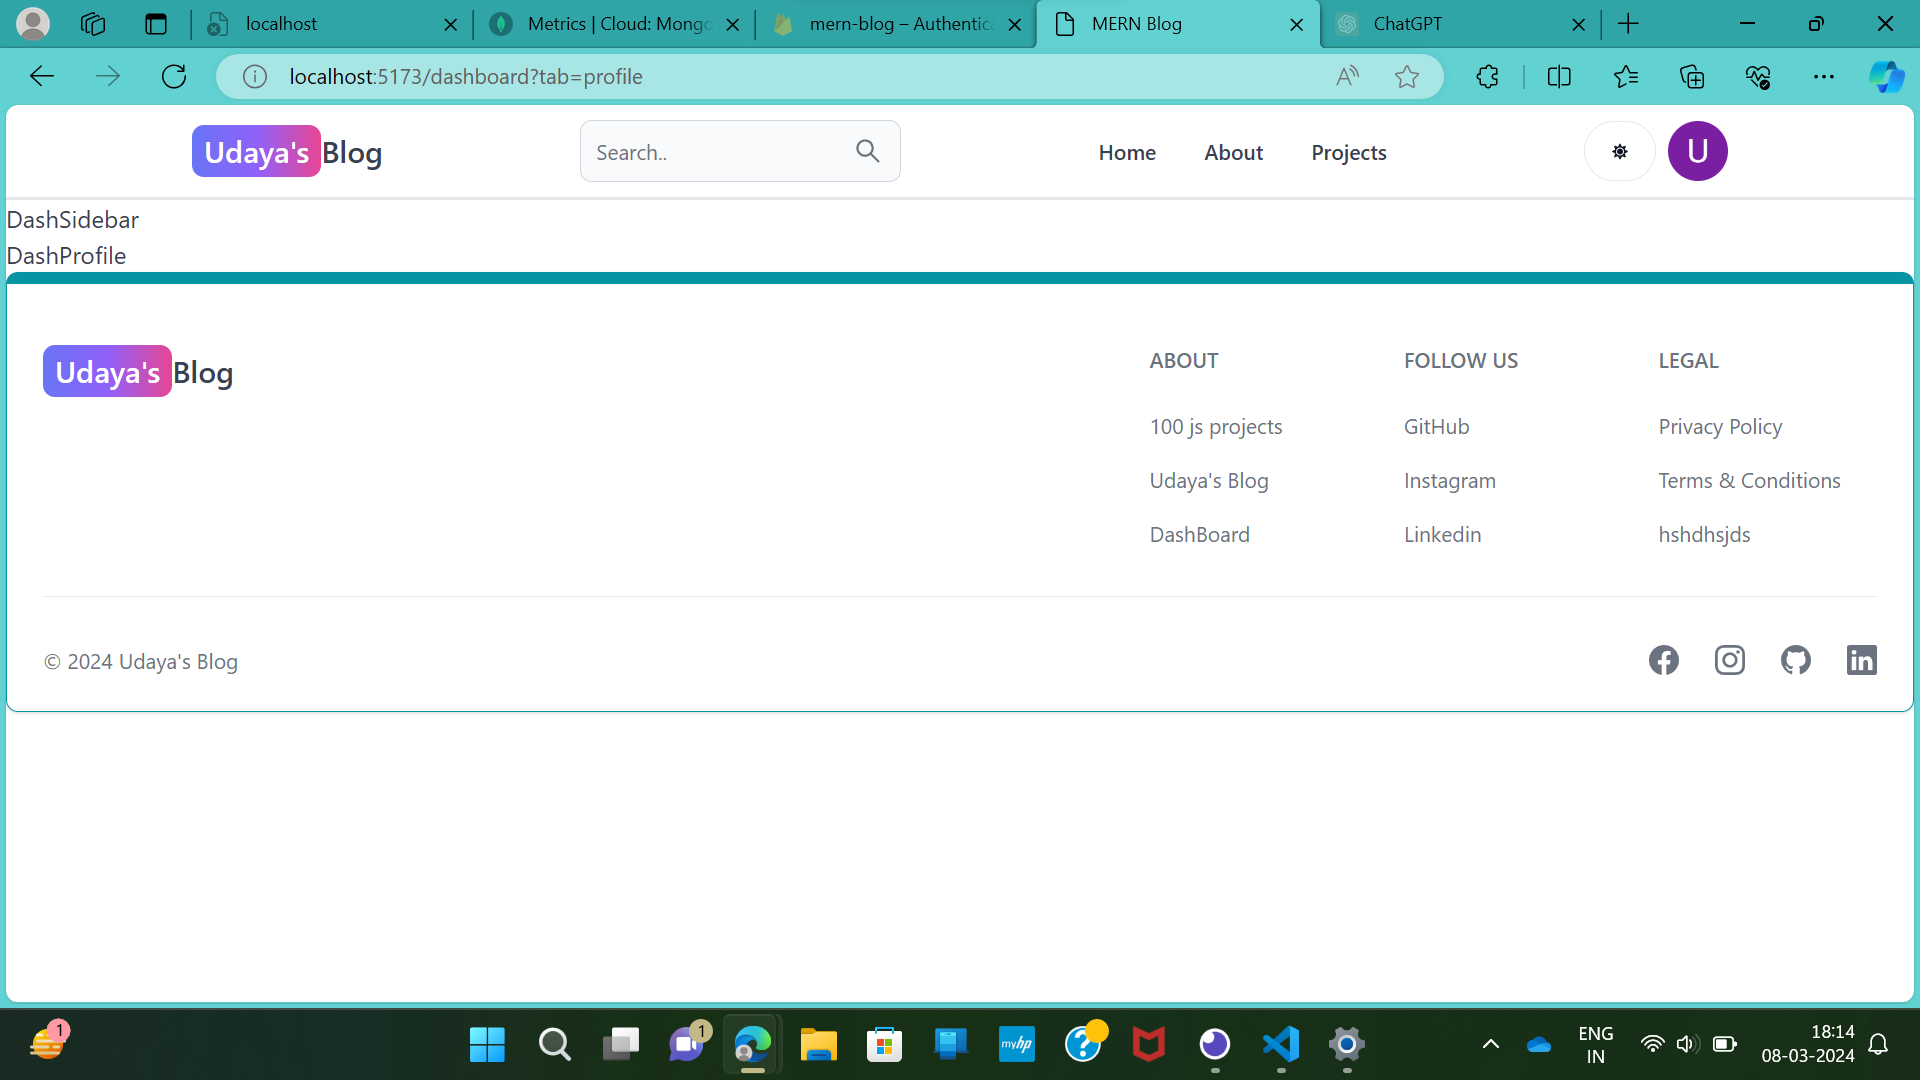 localhost
Metrics | Cloud: Mongo
mern-blog – Authentica
MERN Blog
ChatGPT
localhost:5173/dashboard?tab=profile
Udaya's Blog
Search..
Home
About
Projects
U
DashSidebar
DashProfile
Udaya's Blog
ABOUT
FOLLOW US
LEGAL
100 js projects
GitHub
Privacy Policy
Udaya's Blog
Instagram
Terms & Conditions
DashBoard
Linkedin
hshdhsjds
© 2024 Udaya's Blog
1
1
myhp
ENG
IN
18:14
08-03-2024